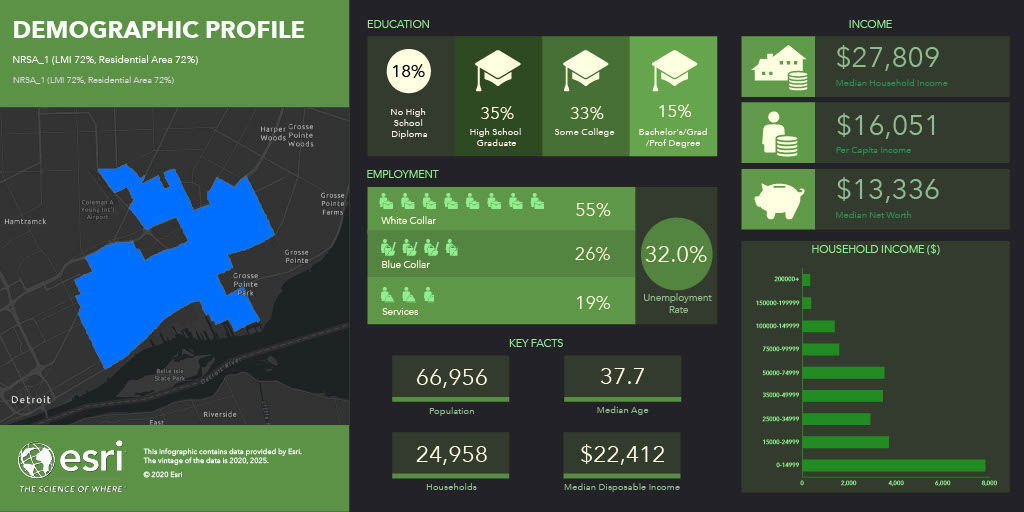 DEMOGRAPHIC PROFILE
NRSA_1 (LMI 72%, Residential Area 72%)
NRSA_1 (LMI 72%, Residential Area 72%)
Harper
Woods
Grosse
Pointe
Woods
Coleman A
Young Int'l
Airport
Grosse
Pointe
Farms
Hamtramck
Grosse
Pointe
Grosse
Pointe
Park
Belle Isle
State Park
Detroit River
Detroit
Riverside
East
esri
THE SCIENCE OF WHERE
This infographic contains data provided by Esri.
The vintage of the data is 2020, 2025.
© 2020 Esri
EDUCATION
18%
No High
School
Diploma
35%
High School
Graduate
33%
Some College
15%
Bachelor's/Grad
/Prof Degree
EMPLOYMENT
White Collar
55%
Blue Collar
26%
Services
19%
32.0%
Unemployment
Rate
KEY FACTS
66,956
Population
37.7
Median Age
24,958
Households
$22,412
Median Disposable Income
INCOME
$27,809
Median Household Income
$16,051
Per Capita Income
$13,336
Median Net Worth
HOUSEHOLD INCOME ($)
200000+
150000-199999
100000-149999
75000-99999
50000-74999
35000-49999
25000-34999
15000-24999
0-14999
0 2,000 4,000 6,000 8,000